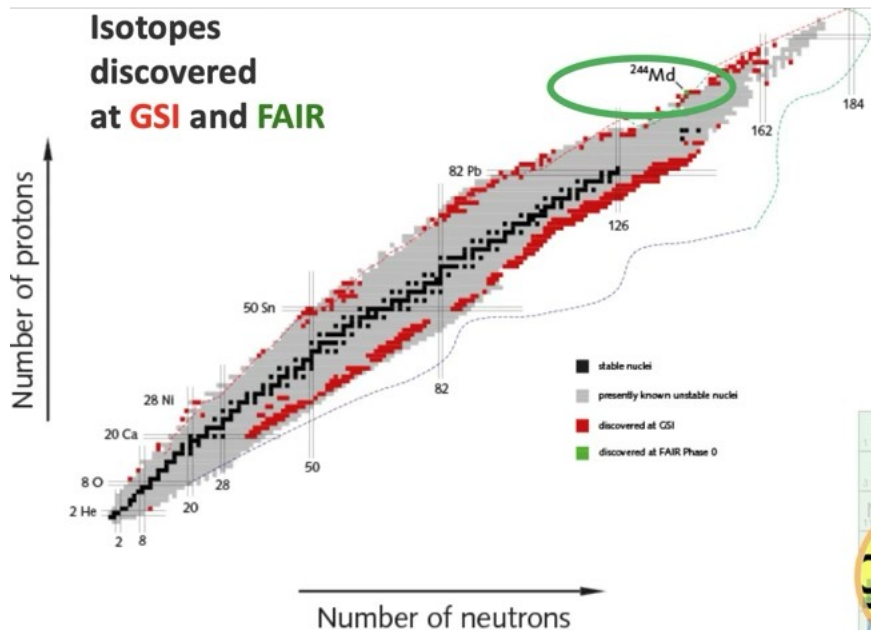 Isotopes
discovered
at GSI and FAIR
244Md
184
162
82 Pb
126
Number of protons
50 Sn
stable nuclei
82
presently known unstable nuclei
28 Ni
discovered at GSI
20 Ca
discovered at FAIR Phase 0
50
8 O
28
20
2 He
2
8
Number of neutrons